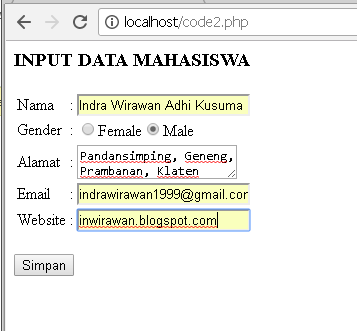 localhost/code2.php
INPUT DATA MAHASISWA
Nama : Indra Wirawan Adhi Kusuma
Gender : Female Male
Alamat : Pandansimping, Geneng,
Prambanan, Klaten
Email : indrawirawan1999@gmail.com
Website : inwirawan.blogspot.com
Simpan